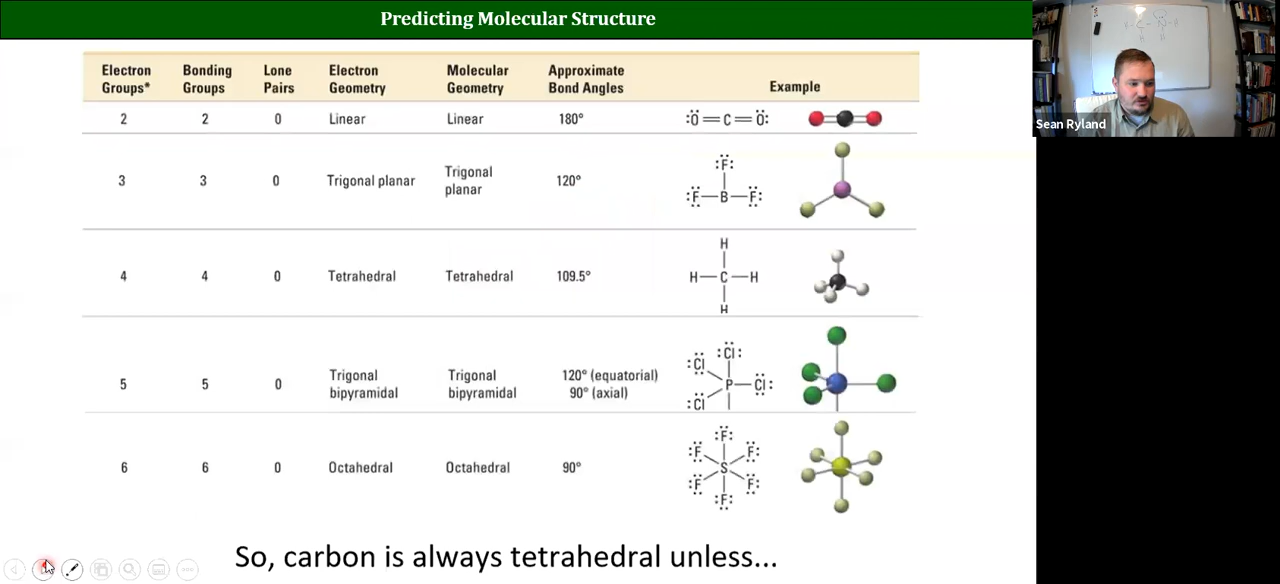 Predicting Molecular Structure
Sean Ryland
Electron Groups* Bonding Groups Lone Pairs Electron Geometry Molecular Geometry Approximate Bond Angles Example
2 2 0 Linear Linear 180° :Ö=C=Ö:
3 3 0 Trigonal planar Trigonal planar 120°
:F:
:F—B—F:
4 4 0 Tetrahedral Tetrahedral 109.5°
H
H—C—H
H
5 5 0 Trigonal bipyramidal Trigonal bipyramidal 120° (equatorial) 90° (axial)
:Cl :Cl:
P—Cl:
:Cl
6 6 0 Octahedral Octahedral 90°
:F:
:F F:
S
:F F:
:F:
So, carbon is always tetrahedral unless...